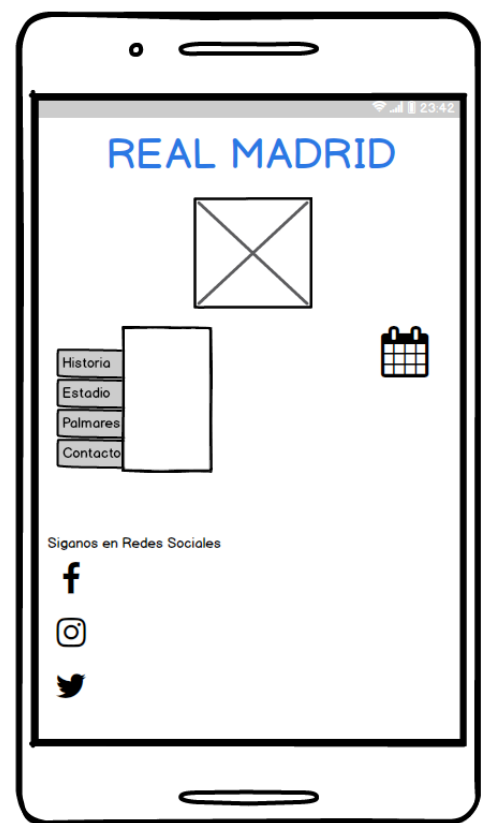 23:42
REAL MADRID
Historia
Estadio
Palmares
Contacto
Siganos en Redes Sociales